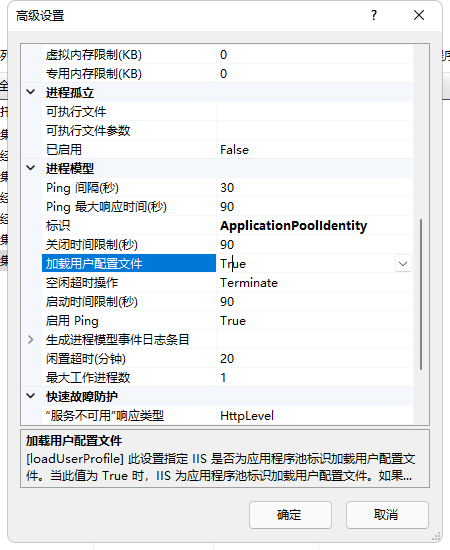 高级设置
虚拟内存限制(KB) 0
专用内存限制(KB) 0
进程孤立
可执行文件
可执行文件参数
已启用 False
进程模型
Ping 间隔(秒) 30
Ping 最大响应时间(秒) 90
标识 ApplicationPoolIdentity
关闭时间限制(秒) 90
加载用户配置文件 True
空闲超时操作 Terminate
启动时间限制(秒) 90
启用 Ping True
生成进程模型事件日志条目
闲置超时(分钟) 20
最大工作进程数 1
快速故障防护
“服务不可用”响应类型 HttpLevel
加载用户配置文件
[loadUserProfile] 此设置指定 IIS 是否为应用程序池标识加载用户配置文
件。当此值为 True 时，IIS 为应用程序池标识加载用户配置文件。如果...
确定 取消